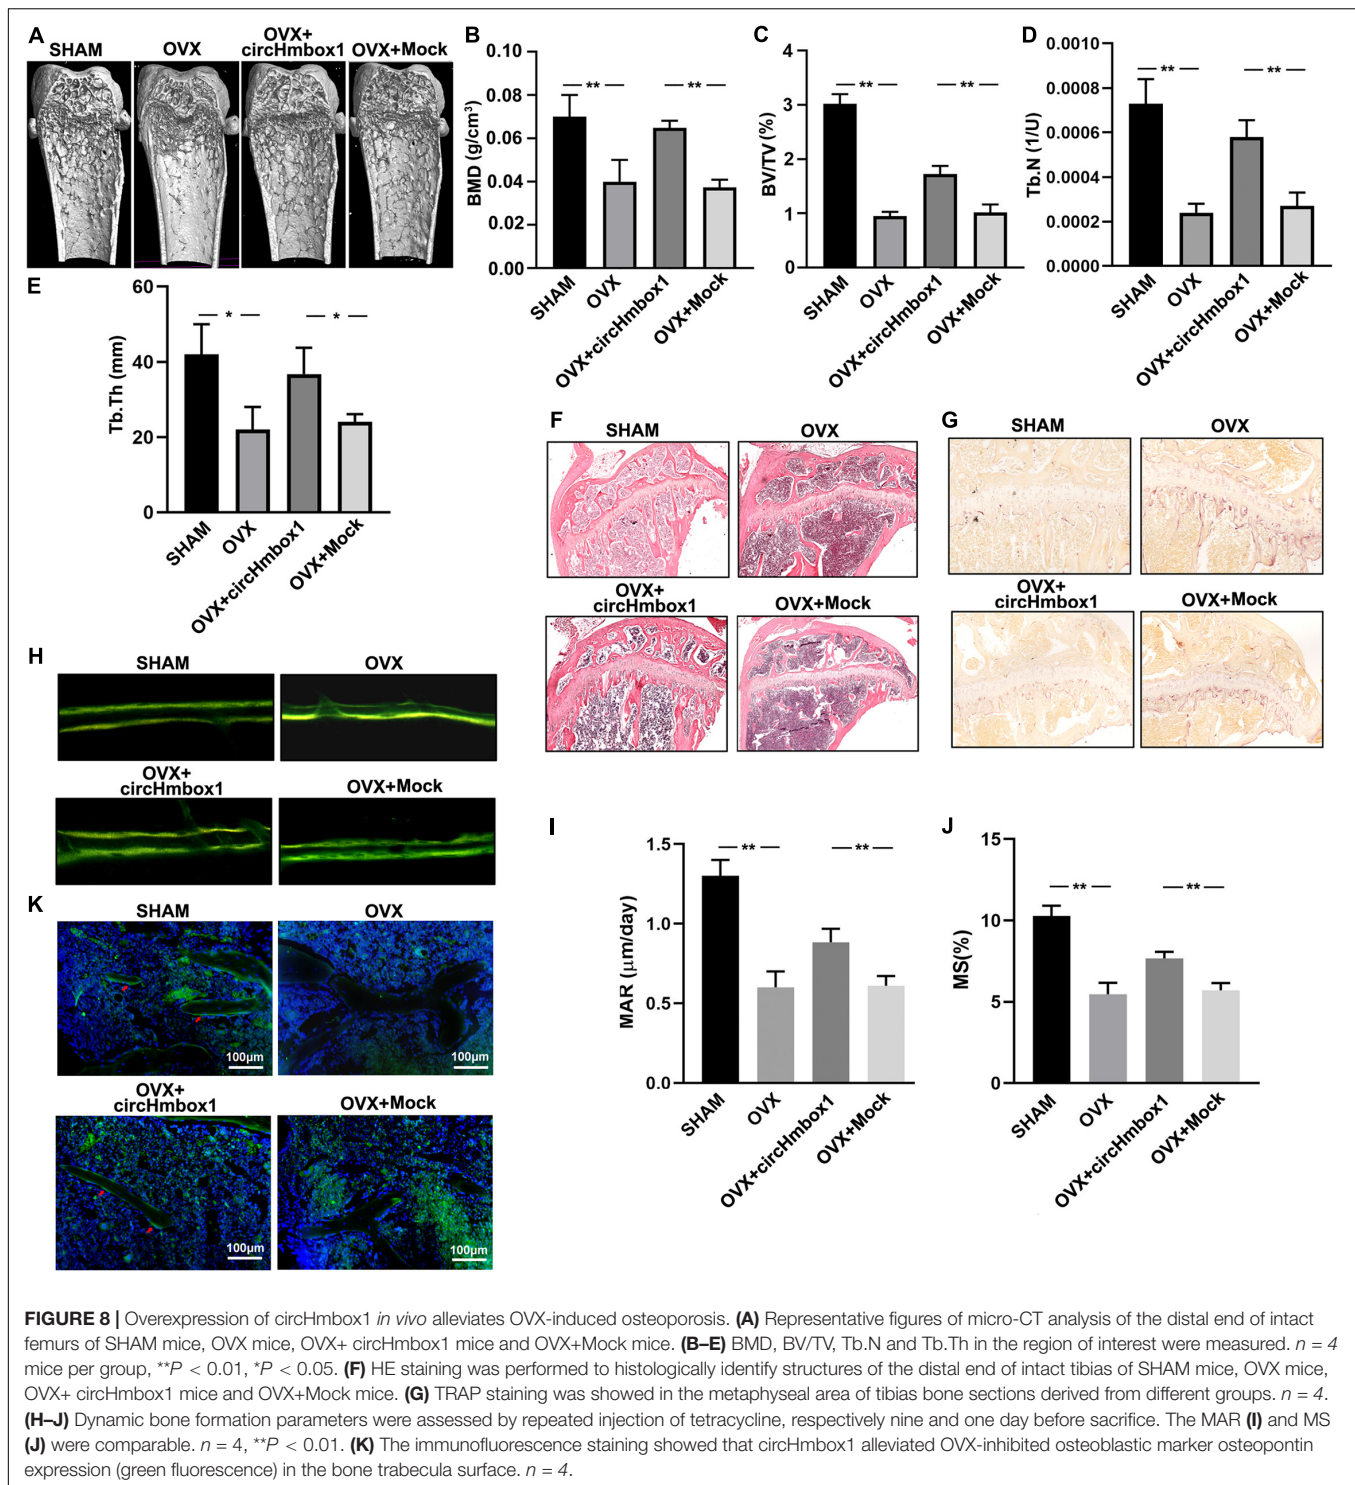 A
SHAM
OVX
OVX+
circHmbox1
OVX+Mock
B
BMD (g/cm³)
0.10
0.08
0.06
0.04
0.02
0.00
**
**
SHAM
OVX
OVX+circHmbox1
OVX+Mock
C
BV/TV (%)
4
3
2
1
0
**
**
SHAM
OVX
OVX+circHmbox1
OVX+Mock
D
Tb.N (1/U)
0.0010
0.0008
0.0006
0.0004
0.0002
0.0000
**
**
SHAM
OVX
OVX+circHmbox1
OVX+Mock
E
Tb.Th (mm)
60
40
20
0
*
*
SHAM
OVX
OVX+circHmbox1
OVX+Mock
F
SHAM
OVX
OVX+
circHmbox1
OVX+Mock
G
SHAM
OVX
OVX+
circHmbox1
OVX+Mock
H
SHAM
OVX
OVX+
circHmbox1
OVX+Mock
I
MAR (μm/day)
1.5
1.0
0.5
0.0
**
**
SHAM
OVX
OVX+circHmbox1
OVX+Mock
J
MS(%)
15
10
5
0
**
**
SHAM
OVX
OVX+circHmbox1
OVX+Mock
K
SHAM
OVX
100μm
100μm
OVX+
circHmbox1
OVX+Mock
100μm
100μm
FIGURE 8 | Overexpression of circHmbox1 in vivo alleviates OVX-induced osteoporosis. (A) Representative figures of micro-CT analysis of the distal end of intact
femurs of SHAM mice, OVX mice, OVX+ circHmbox1 mice and OVX+Mock mice. (B–E) BMD, BV/TV, Tb.N and Tb.Th in the region of interest were measured. n = 4
mice per group, **P < 0.01, *P < 0.05. (F) HE staining was performed to histologically identify structures of the distal end of intact tibias of SHAM mice, OVX mice,
OVX+ circHmbox1 mice and OVX+Mock mice. (G) TRAP staining was showed in the metaphyseal area of tibias bone sections derived from different groups. n = 4.
(H–J) Dynamic bone formation parameters were assessed by repeated injection of tetracycline, respectively nine and one day before sacrifice. The MAR (I) and MS
(J) were comparable. n = 4, **P < 0.01. (K) The immunofluorescence staining showed that circHmbox1 alleviated OVX-inhibited osteoblastic marker osteopontin
expression (green fluorescence) in the bone trabecula surface. n = 4.